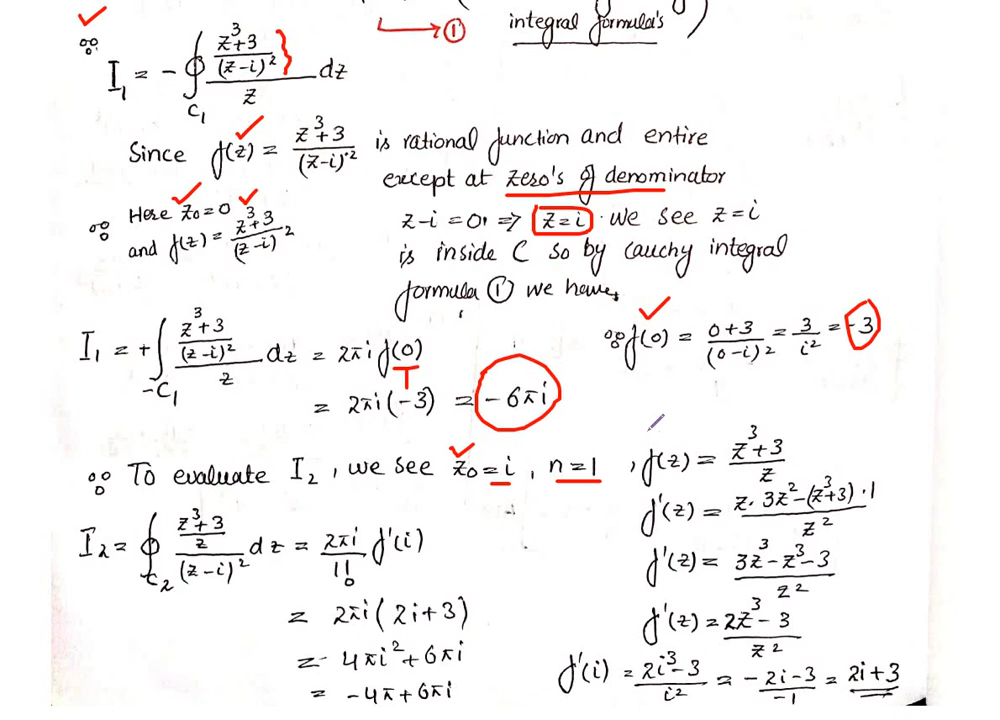 → ① integral formula's )
∴ I₁ = - ∮_C₁ ((z³+3)/(z-i)²)/z dz
Since f(z) = (z³+3)/(z-i)² is rational function and entire
except at zero's of denominator
∴ Here z₀=0 z-i=0 => z=i. we see z=i
and f(z) = (z³+3)/(z-i)² is inside C so by cauchy integral
formula ① we have,
I₁ = +∫_-C₁ ((z³+3)/(z-i)²)/z dz = 2πi f(0) ∴ f(0) = (0+3)/(0-i)² = 3/i² = -3
= 2πi(-3) = -6πi
∴ To evaluate I₂, we see z₀=i, n=1, f(z) = (z³+3)/z
f'(z) = (z·3z²-(z³+3)·1)/z²
I₂ = ∮_C₂ ((z³+3)/z)/(z-i)² dz = 2πi/1! f'(i) f'(z) = (3z³-z³-3)/z²
= 2πi(2i+3) f'(z) = (2z³-3)/z²
= 4πi²+6πi
= -4π+6πi f'(i) = (2i³-3)/i² = (-2i-3)/-1 = 2i+3